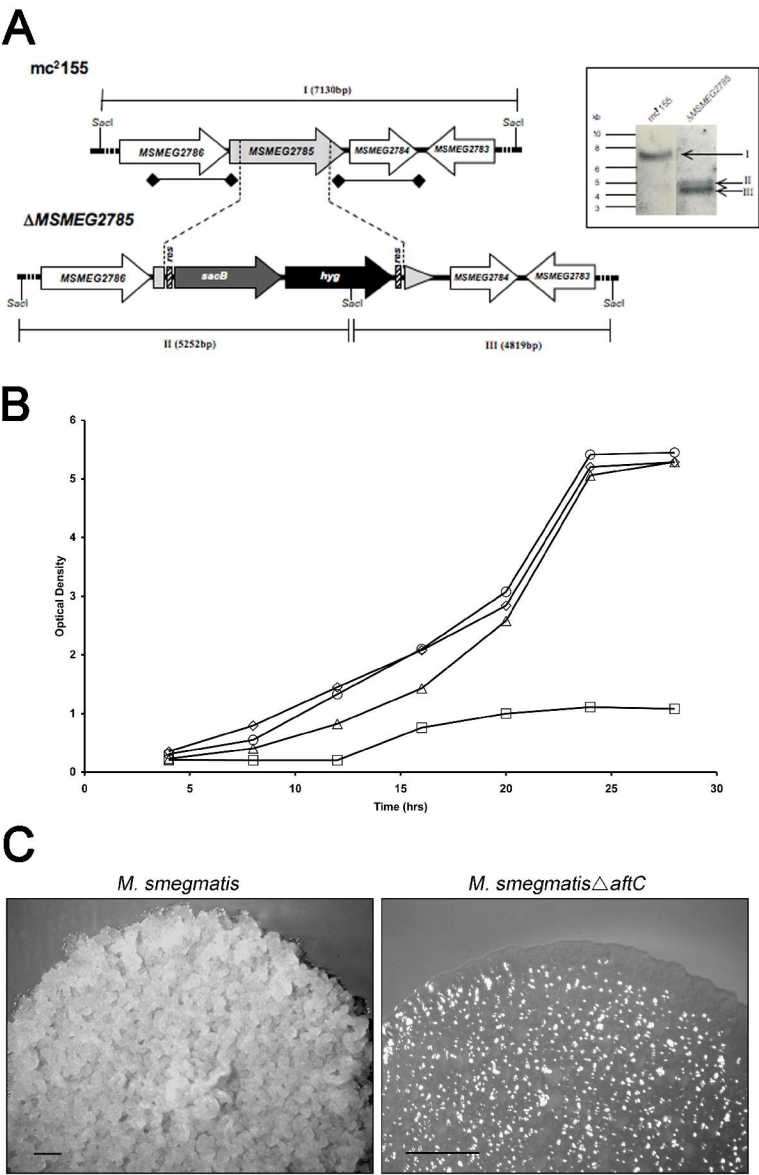 A
mc²155
I (7130bp)
SacI
SacI
MSMEG2786
MSMEG2785
MSMEG2784
MSMEG2783
ΔMSMEG2785
res
res
MSMEG2786
sacB
hyg
MSMEG2784
MSMEG2783
SacI
SacI
SacI
II (5252bp)
III (4819bp)
mc²155
ΔMSMEG2785
kb
10
8
6
5
4
3
I
II
III
B
6
5
4
3
2
1
0
Optical Density
0
5
10
15
20
25
30
Time (hrs)
C
M. smegmatis
M. smegmatis△aftC